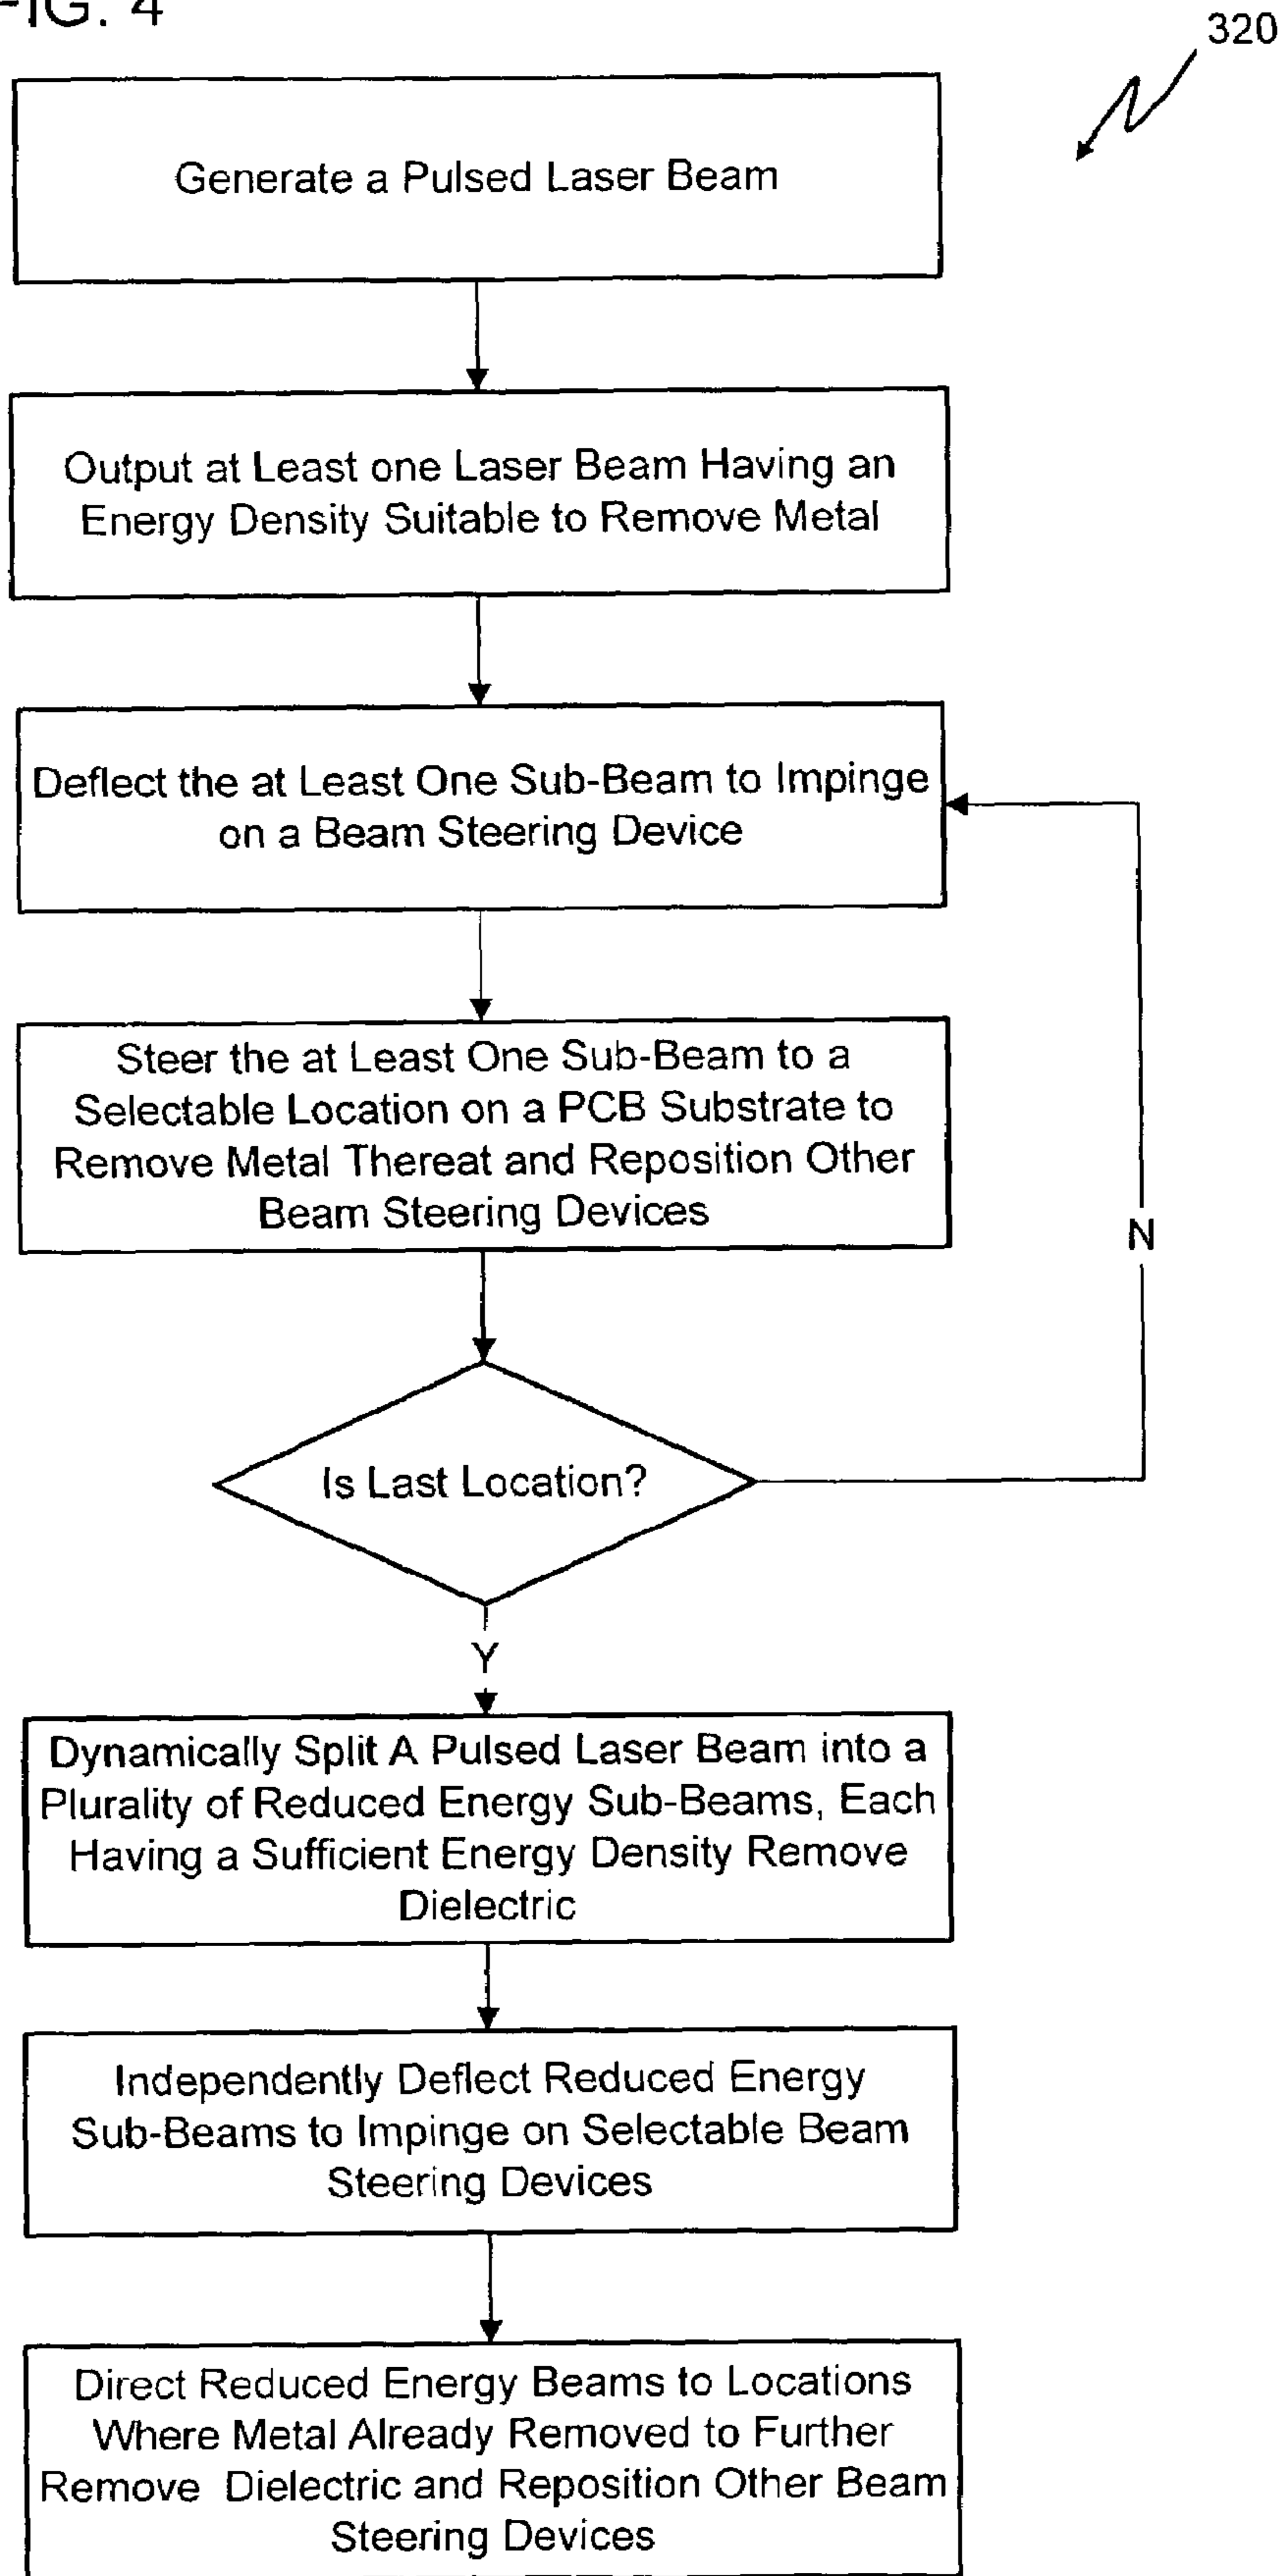 FIG. 4
320
Generate a Pulsed Laser Beam
Output at Least one Laser Beam Having an
Energy Density Suitable to Remove Metal
Deflect the at Least One Sub-Beam to Impinge
on a Beam Steering Device
Steer the at Least One Sub-Beam to a
Selectable Location on a PCB Substrate to
Remove Metal Thereat and Reposition Other
Beam Steering Devices
N
Is Last Location?
Y
Dynamically Split A Pulsed Laser Beam into a
Plurality of Reduced Energy Sub-Beams, Each
Having a Sufficient Energy Density Remove
Dielectric
Independently Deflect Reduced Energy
Sub-Beams to Impinge on Selectable Beam
Steering Devices
Direct Reduced Energy Beams to Locations
Where Metal Already Removed to Further
Remove Dielectric and Reposition Other Beam
Steering Devices